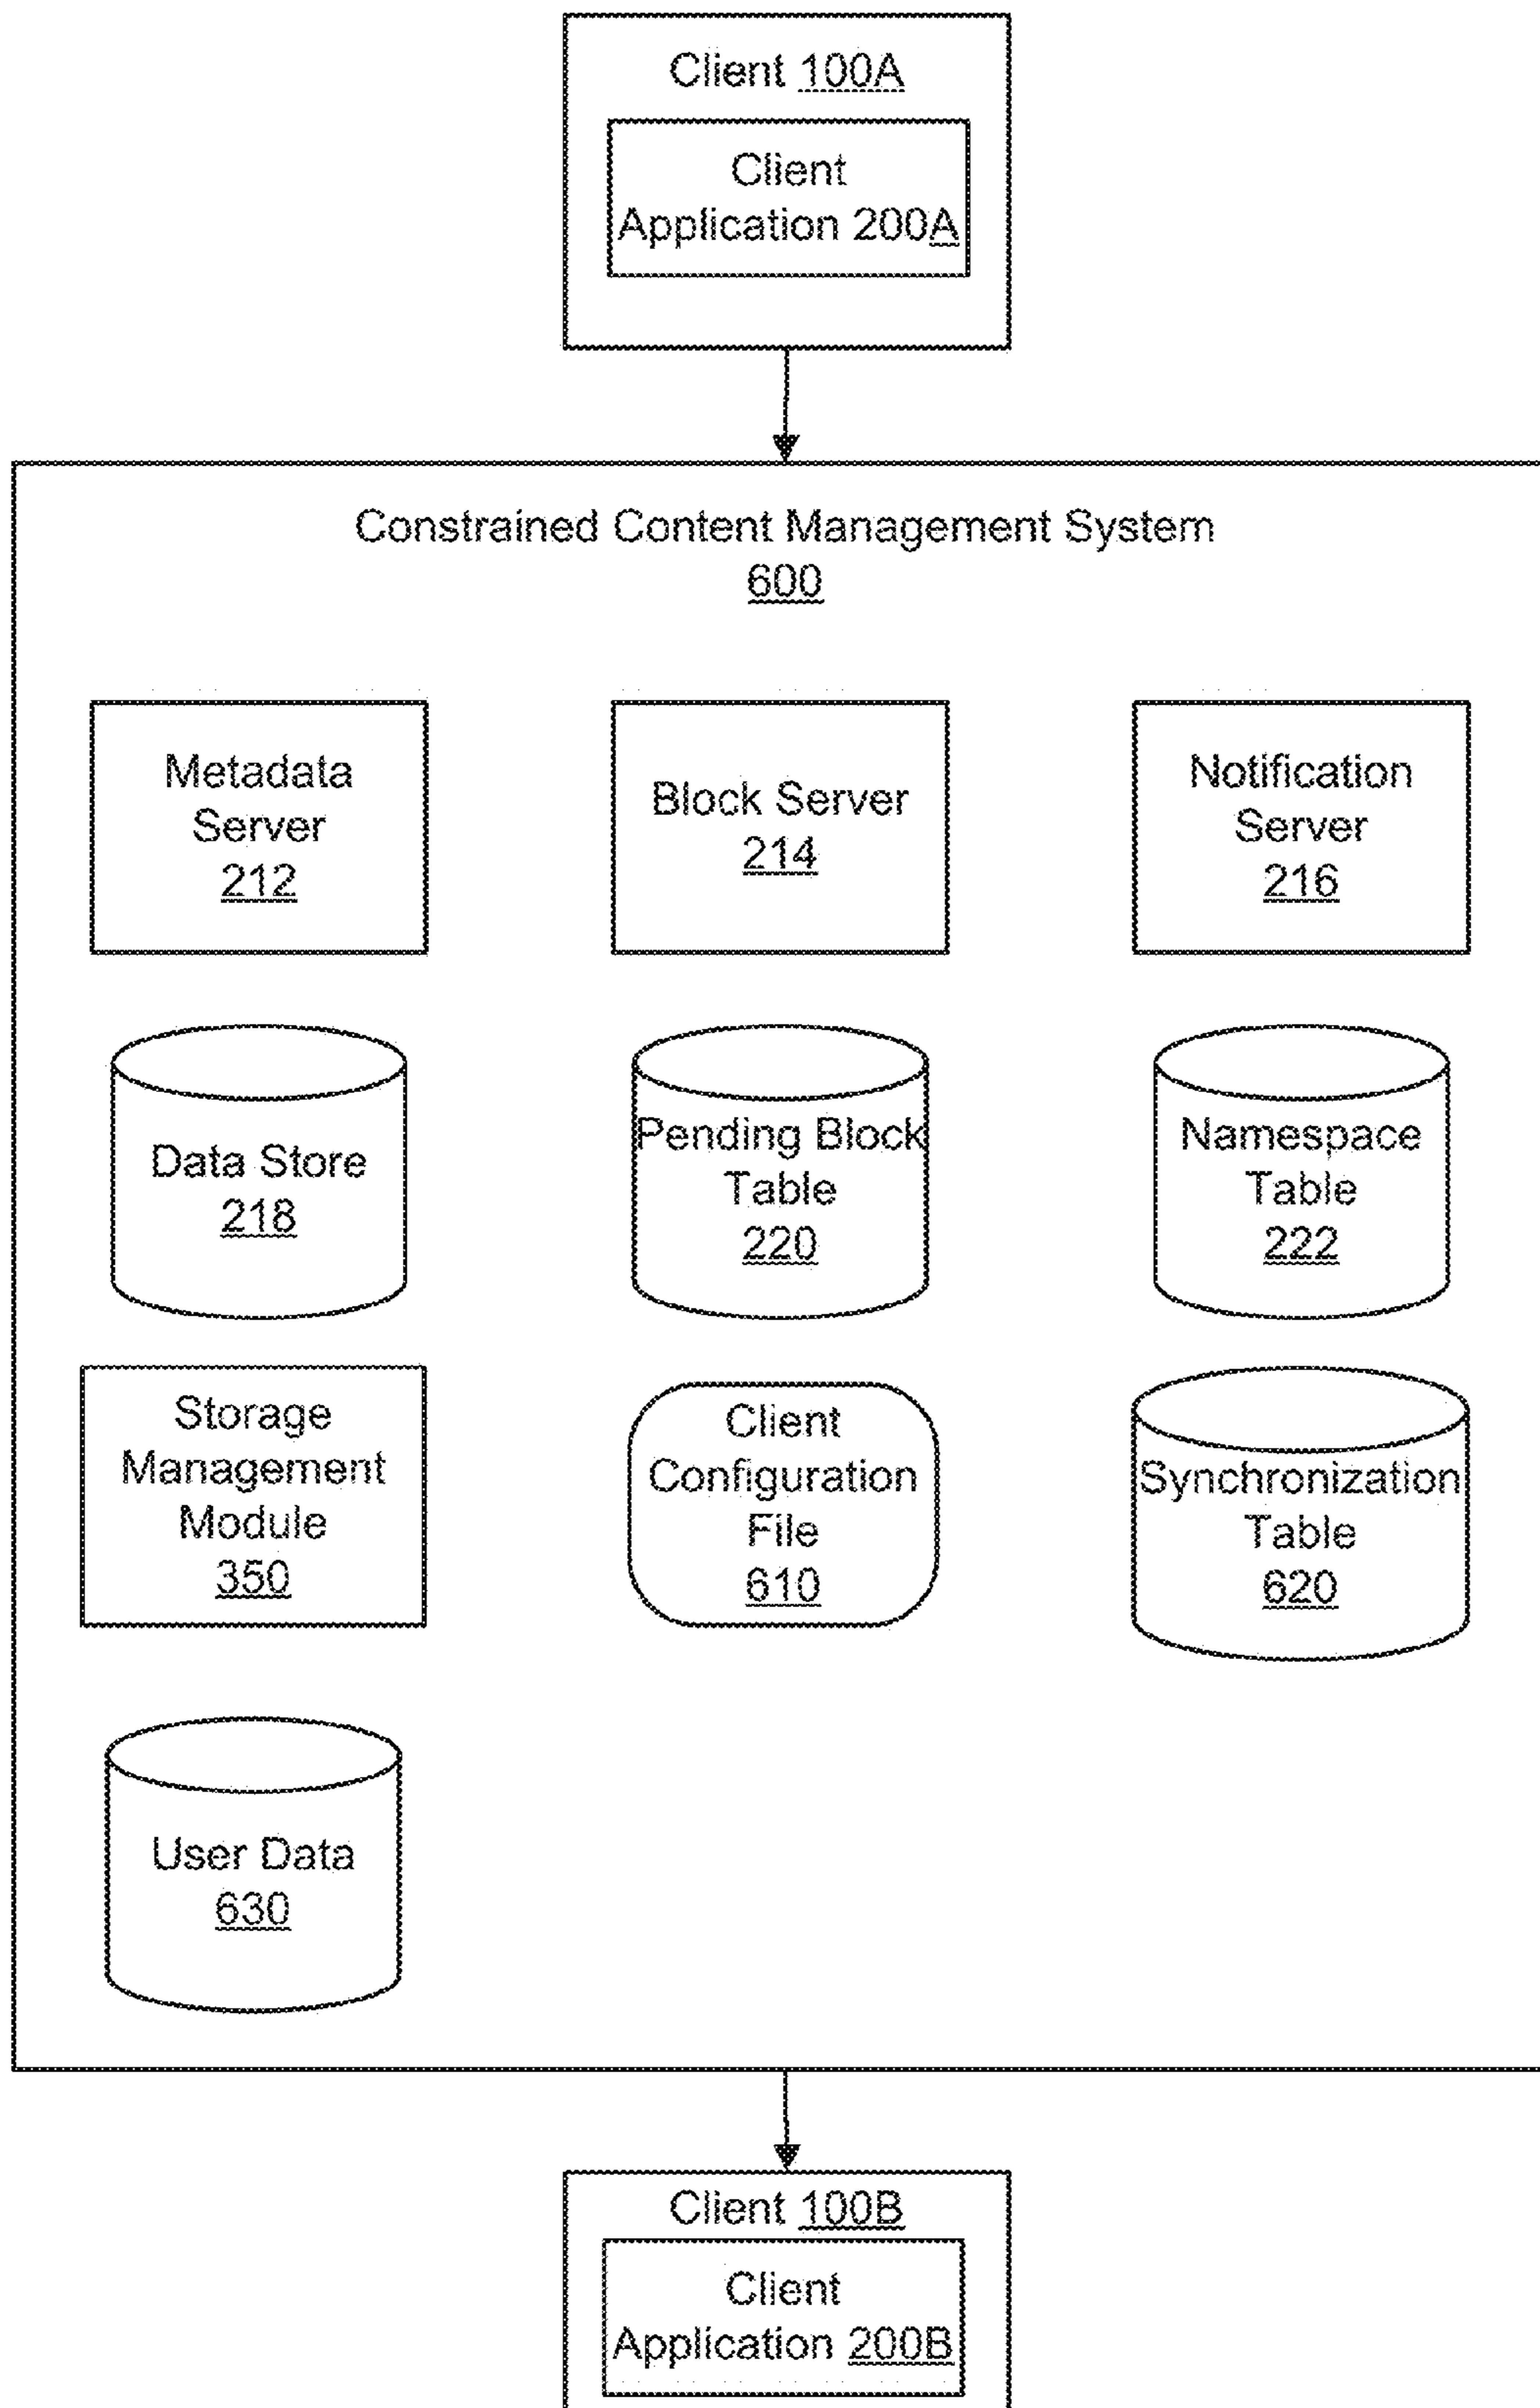 Client 100A
Client
Application 200A
Constrained Content Management System
600
Metadata
Server
212
Block Server
214
Notification
Server
216
Data Store
218
Pending Block
Table
220
Namespace
Table
222
Storage
Management
Module
350
Client
Configuration
File
610
Synchronization
Table
620
User Data
630
Client 100B
Client
Application 200B